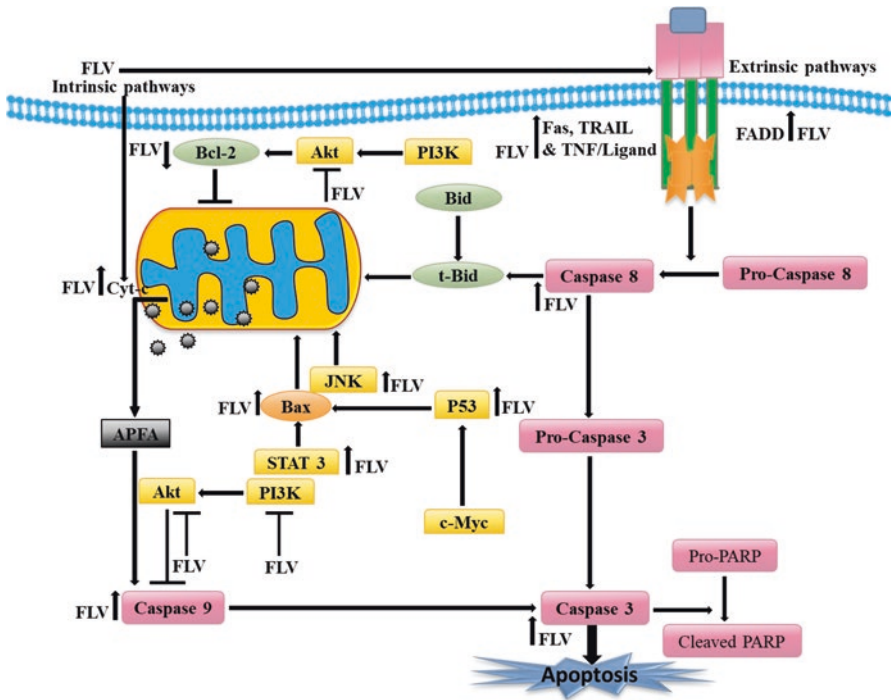 FLV
Intrinsic pathways
Extrinsic pathways
FLV
Bcl-2
Akt
PI3K
FLV
Fas, TRAIL
& TNF/Ligand
FLV
FADD
FLV
Bid
FLV
Cyt-c
t-Bid
Caspase 8
Pro-Caspase 8
FLV
JNK
FLV
FLV
Bax
P53
FLV
APFA
Pro-Caspase 3
STAT 3
FLV
Akt
PI3K
c-Myc
FLV
FLV
Pro-PARP
FLV
Caspase 9
Caspase 3
FLV
Cleaved PARP
Apoptosis